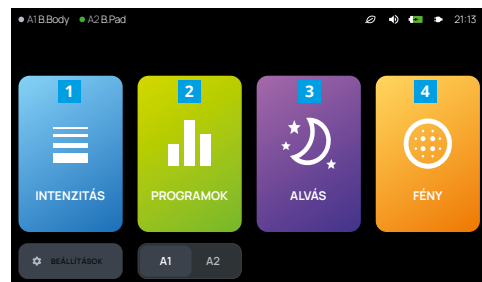 A1 B.Body A2 B.Pad 21:13
1 2 3 4
INTENZITÁS PROGRAMOK ALVÁS FÉNY
BEÁLLÍTÁSOK A1 A2